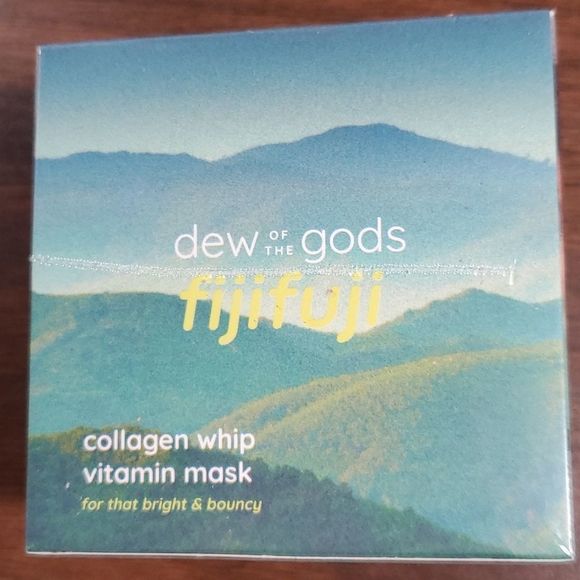 dew OF THE gods
fijifuji
collagen whip
vitamin mask
for that bright & bouncy